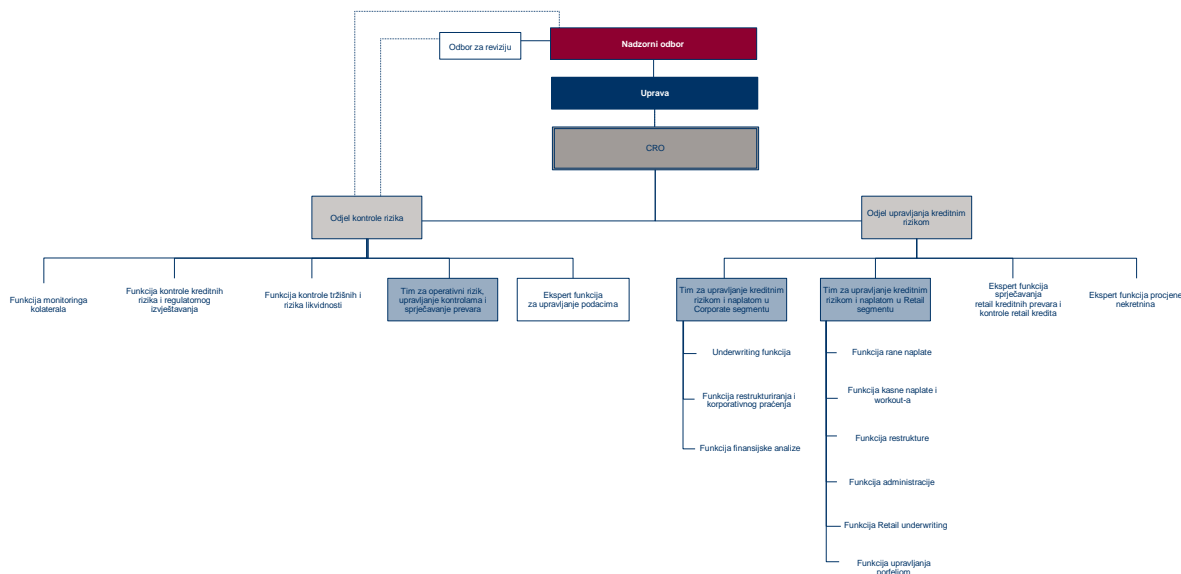 Nadzorni odbor
Odbor za reviziju
Uprava
CRO
Odjel kontrole rizika
Odjel upravljanja kreditnim
rizikom
Funkcija monitoringa
kolaterala
Funkcija kontrole kreditnih
rizika i regulatornog
izvještavanja
Funkcija kontrole tržišnih i
rizika likvidnosti
Tim za operativni rizik,
upravljanje kontrolama i
sprječavanje prevara
Ekspert funkcija
za upravljanje podacima
Tim za upravljanje kreditnim
rizikom i naplatom u
Corporate segmentu
Tim za upravljanje kreditnim
rizikom i naplatom u Retail
segmentu
Ekspert funkcija
sprječavanja
retail kreditnih prevara i
kontrole retail kredita
Ekspert funkcija procjene
nekretnina
Underwriting funkcija
Funkcija restrukturiranja i
korporativnog praćenja
Funkcija finansijske analize
Funkcija rane naplate
Funkcija kasne naplate i
workout-a
Funkcija restrukture
Funkcija administracije
Funkcija Retail underwriting
Funkcija upravljanja
porfeljom